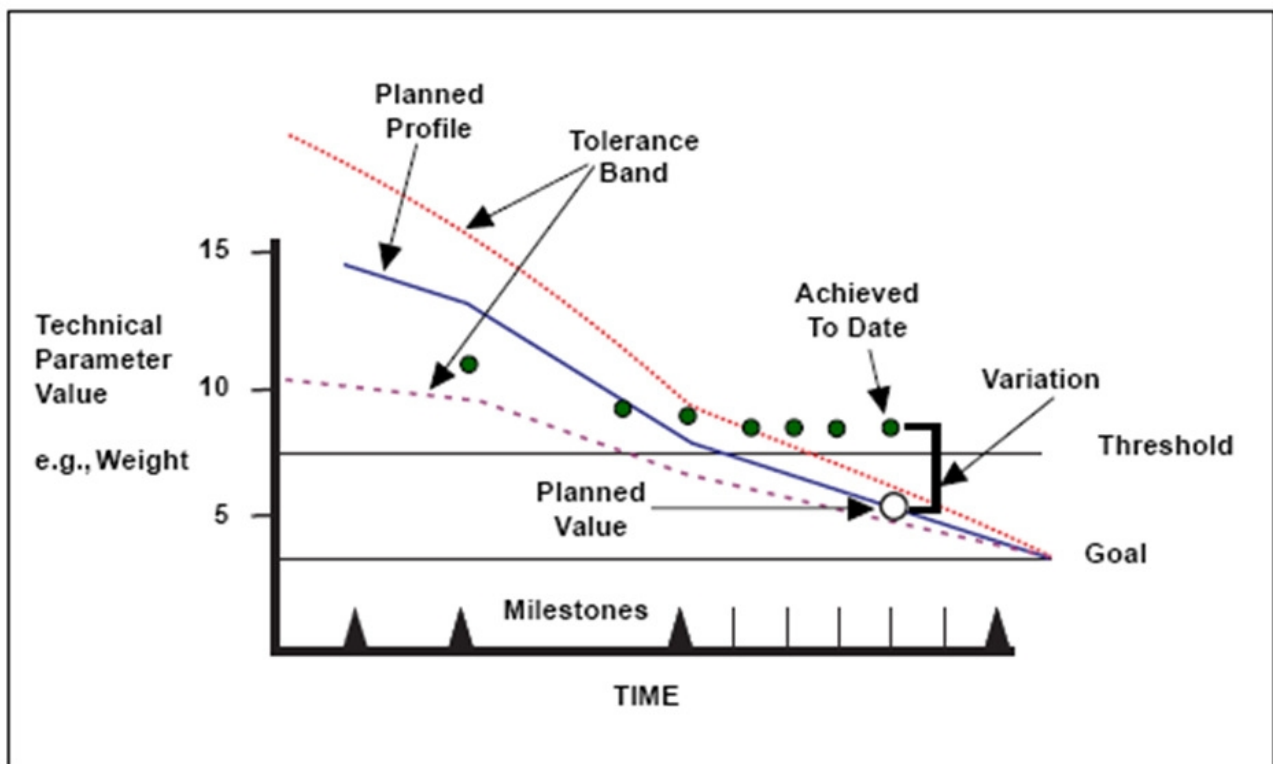 Planned
Profile
Tolerance
Band
15
Achieved
To Date
Technical
Parameter
Value
10
Variation
e.g., Weight
Threshold
Planned
Value
5
Goal
Milestones
TIME